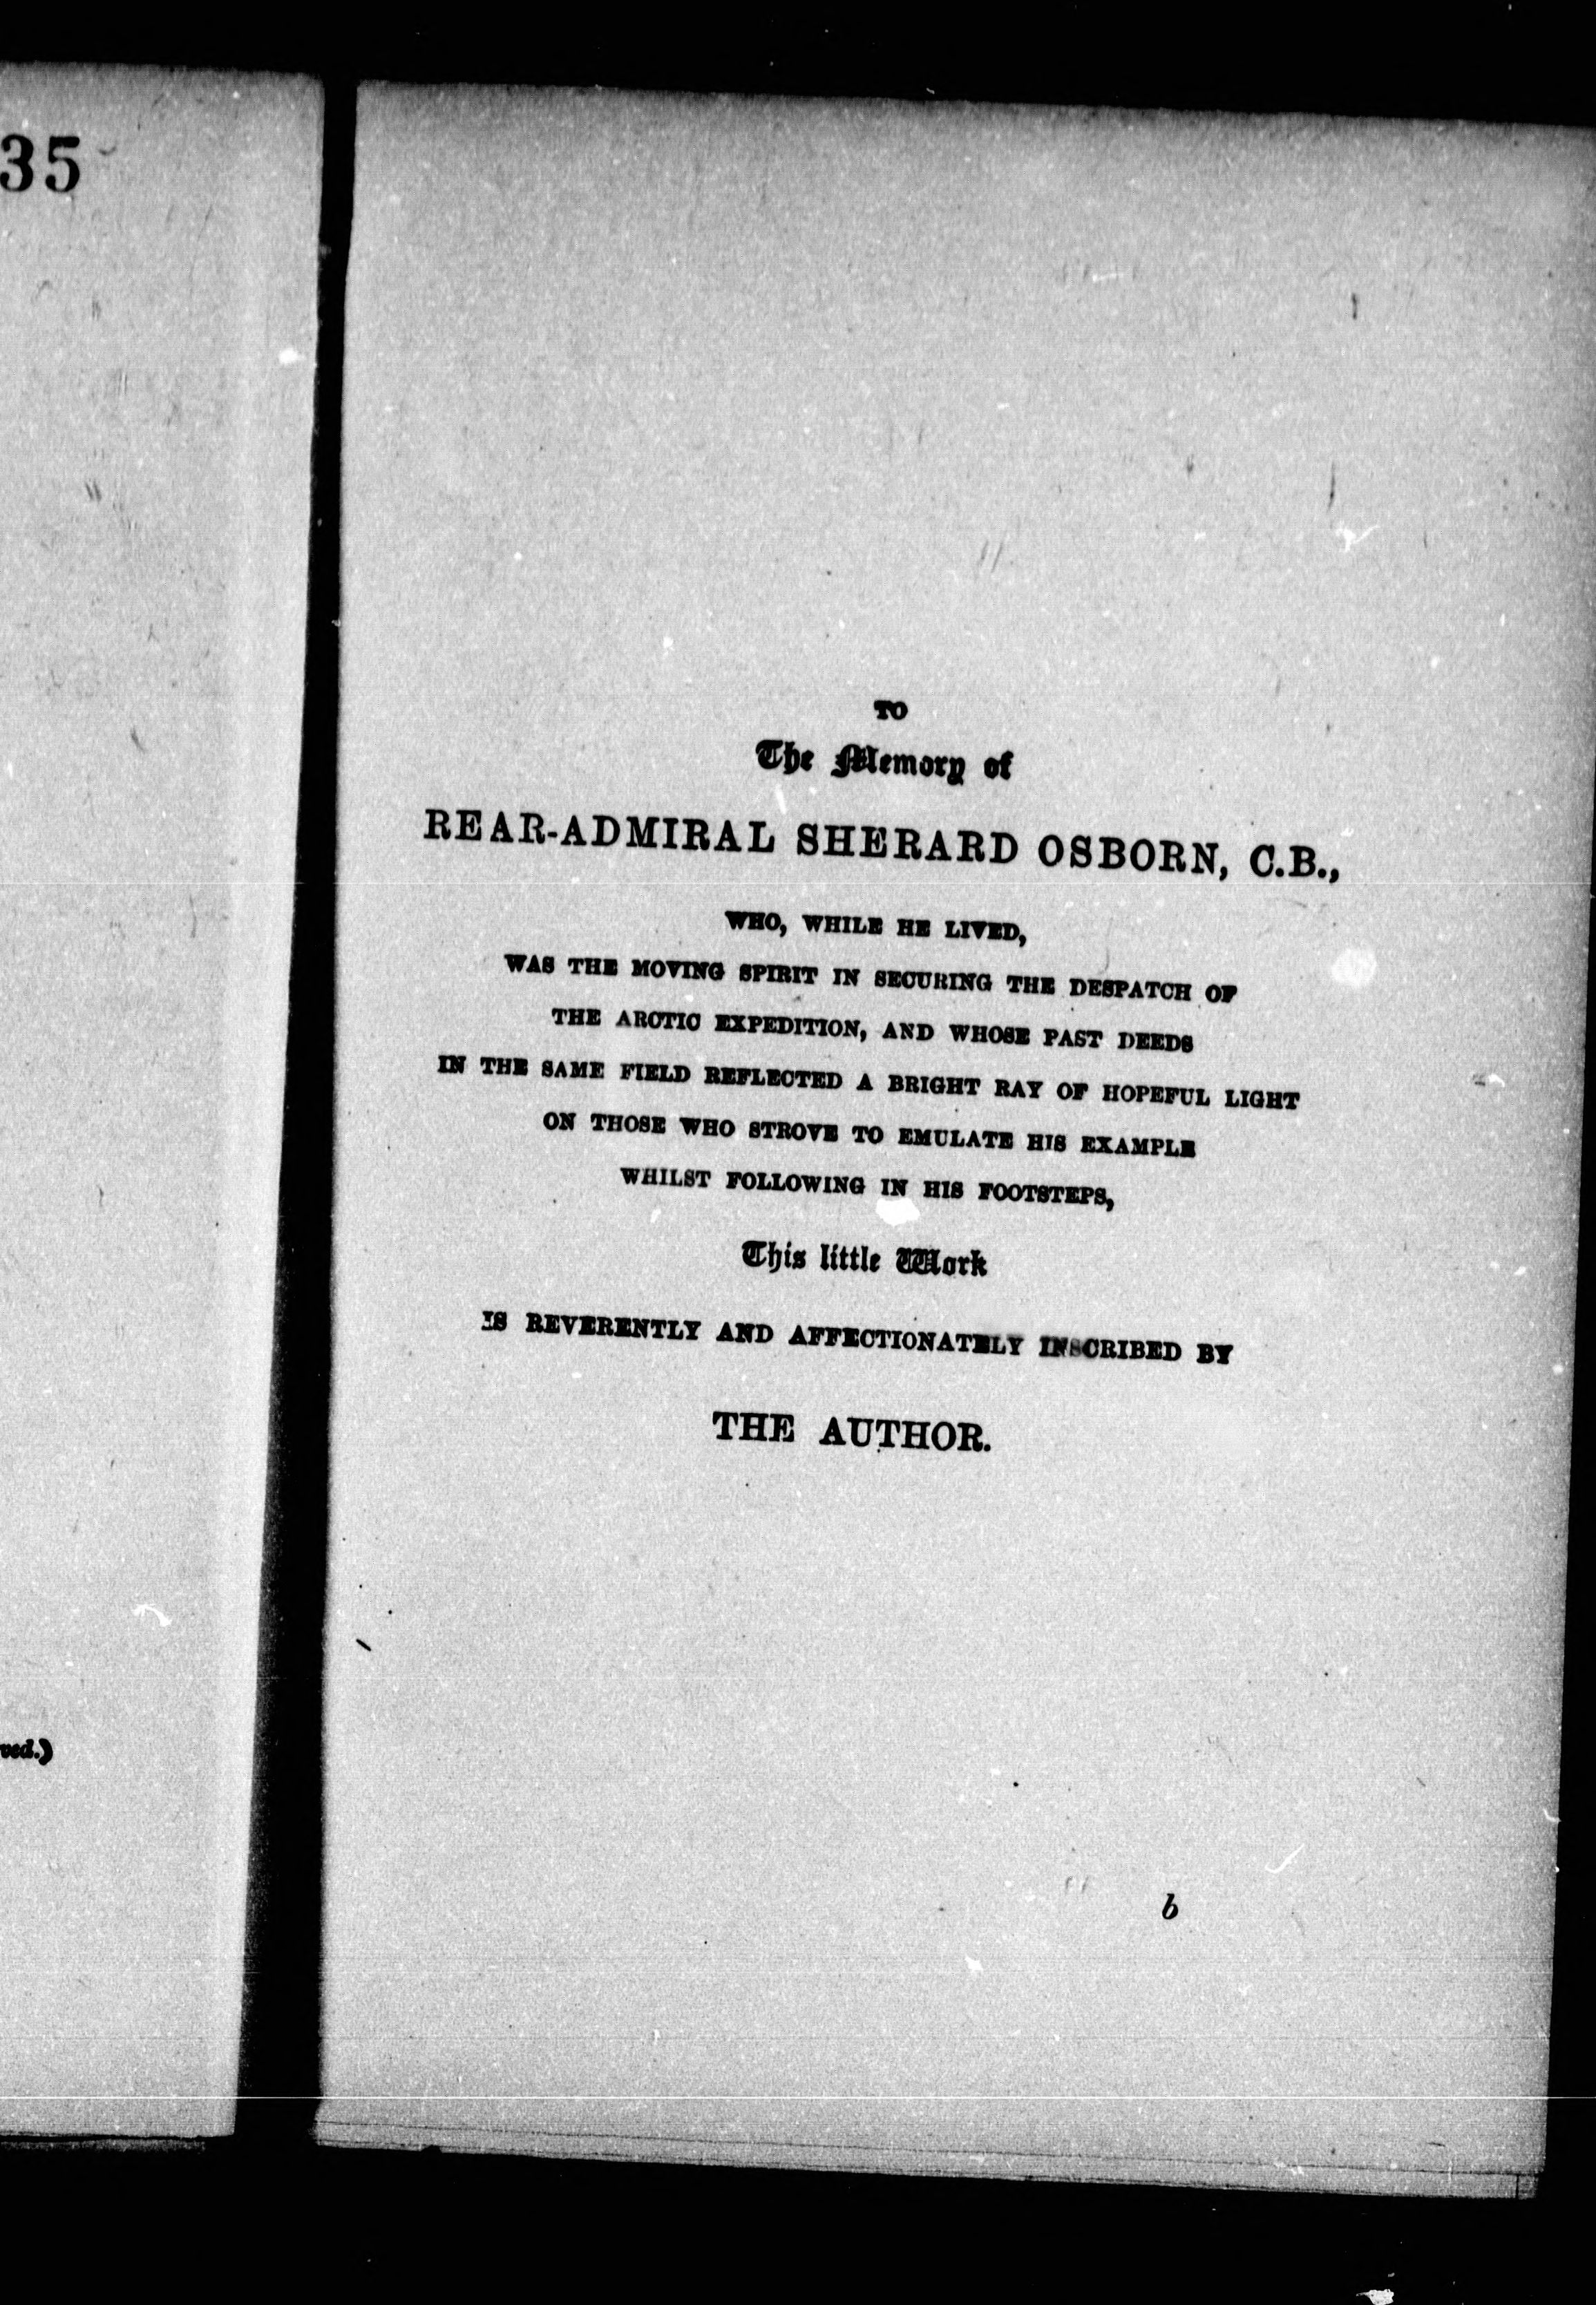 35
ved.)
TO
The Memory of
REAR-ADMIRAL SHERARD OSBORN, C.B.,
WHO, WHILE HE LIVED,
WAS THE MOVING SPIRIT IN SECURING THE DESPATCH OF
THE ARCTIC EXPEDITION, AND WHOSE PAST DEEDS
IN THE SAME FIELD REFLECTED A BRIGHT RAY OF HOPEFUL LIGHT
ON THOSE WHO STROVE TO EMULATE HIS EXAMPLE
WHILST FOLLOWING IN HIS FOOTSTEPS,
This little Work
IS REVERENTLY AND AFFECTIONATELY INSCRIBED BY
THE AUTHOR.
b